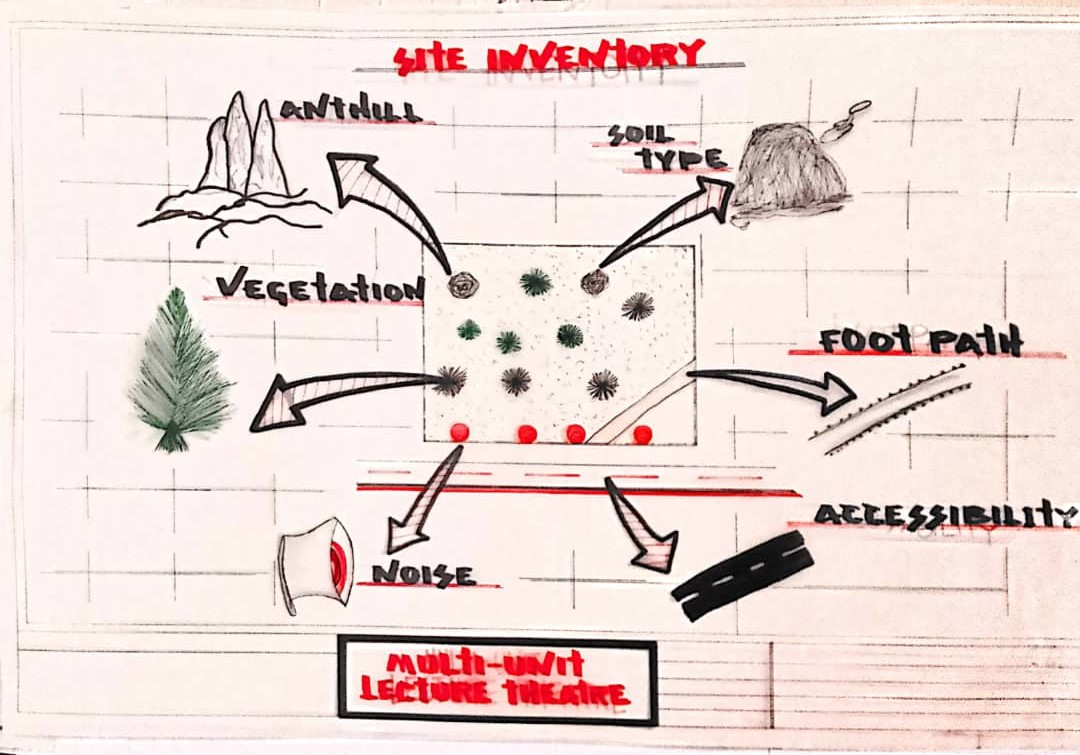 SITE INVENTORY
ANTHILL
SOIL
TYPE
VEGETATION
FOOT PATH
ACCESSIBILITY
NOISE
MULTI-UNIT
LECTURE THEATRE